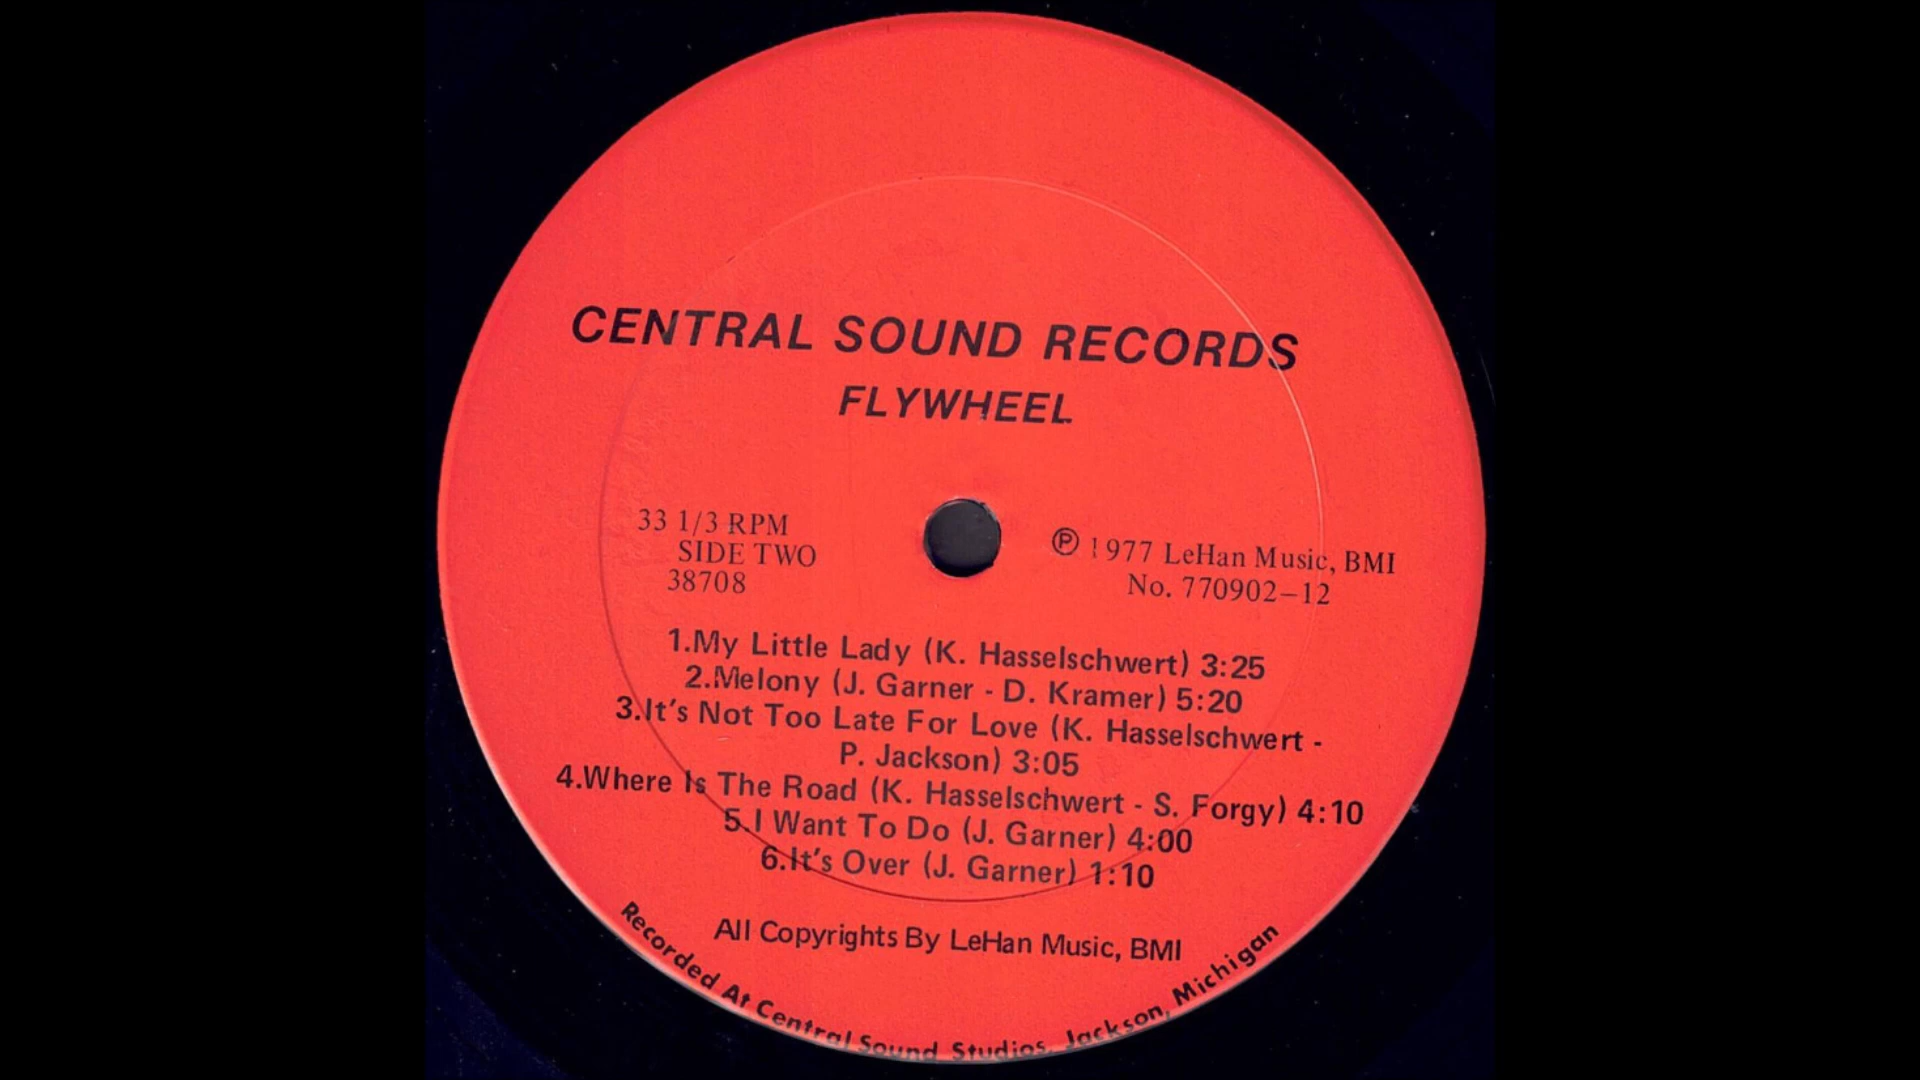 CENTRAL SOUND RECORDS
FLYWHEEL
33 1/3 RPM
SIDE TWO
38708
℗ 1977 LeHan Music, BMI
No. 770902-12
1.My Little Lady (K. Hasselschwert) 3:25
2.Melony (J. Garner - D. Kramer) 5:20
3.It's Not Too Late For Love (K. Hasselschwert -
P. Jackson) 3:05
4.Where Is The Road (K. Hasselschwert - S. Forgy) 4:10
5.I Want To Do (J. Garner) 4:00
6.It's Over (J. Garner) 1:10
All Copyrights By LeHan Music, BMI
Recorded At Central Sound Studios, Jackson, Michigan